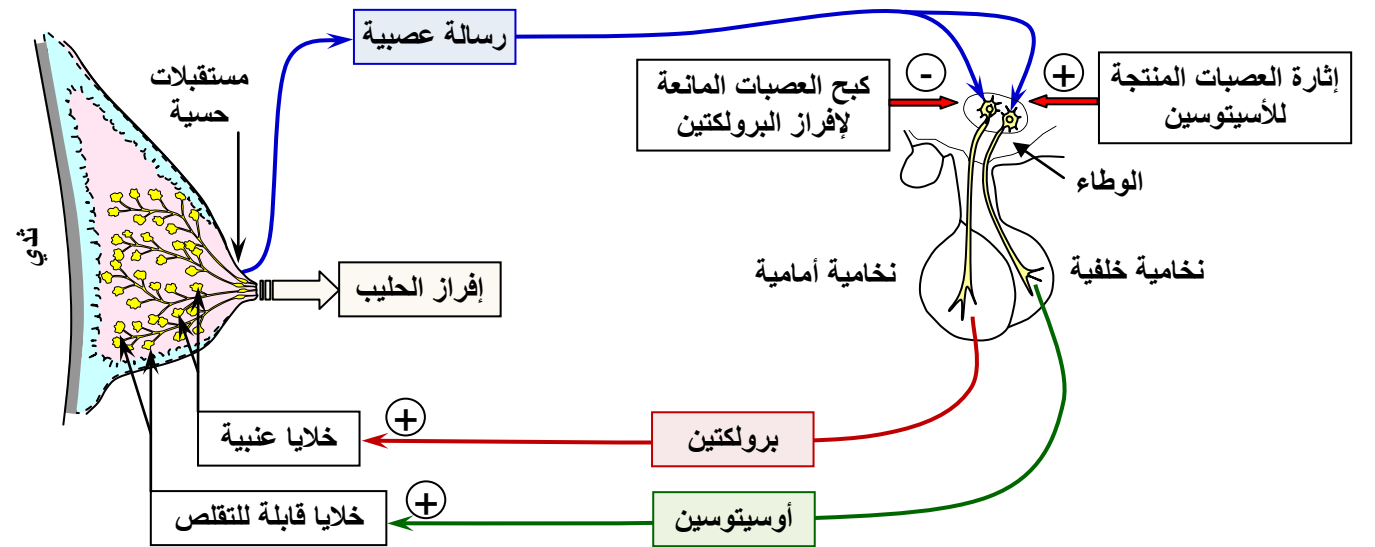 رسالة عصبية
مستقبلات
حسية
كبح العصبات المانعة
لإفراز البرولكتين
-
+
إثارة العصبات المنتجة
للأسيتوسين
الوطاء
ثدي
إفراز الحليب
نخامية أمامية
نخامية خلفية
خلايا عنبية
+
برولكتين
خلايا قابلة للتقلص
+
أوسيتوسين